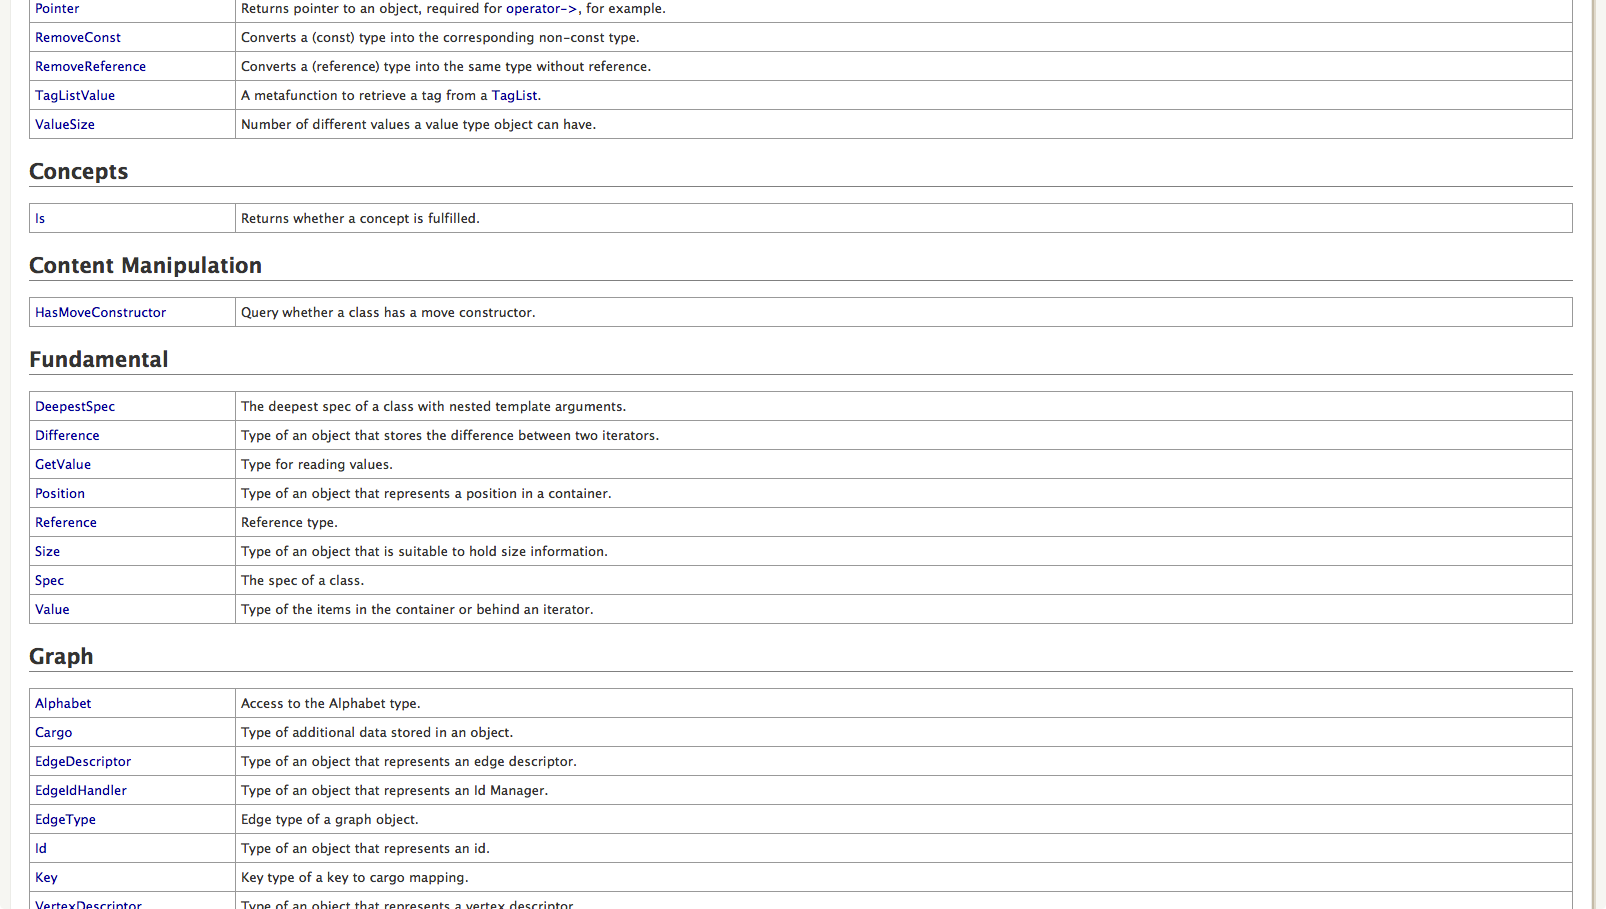 Pointer Returns pointer to an object, required for operator->, for example.
RemoveConst Converts a (const) type into the corresponding non-const type.
RemoveReference Converts a (reference) type into the same type without reference.
TagListValue A metafunction to retrieve a tag from a TagList.
ValueSize Number of different values a value type object can have.
Concepts
Is Returns whether a concept is fulfilled.
Content Manipulation
HasMoveConstructor Query whether a class has a move constructor.
Fundamental
DeepestSpec The deepest spec of a class with nested template arguments.
Difference Type of an object that stores the difference between two iterators.
GetValue Type for reading values.
Position Type of an object that represents a position in a container.
Reference Reference type.
Size Type of an object that is suitable to hold size information.
Spec The spec of a class.
Value Type of the items in the container or behind an iterator.
Graph
Alphabet Access to the Alphabet type.
Cargo Type of additional data stored in an object.
EdgeDescriptor Type of an object that represents an edge descriptor.
EdgeIdHandler Type of an object that represents an Id Manager.
EdgeType Edge type of a graph object.
Id Type of an object that represents an id.
Key Key type of a key to cargo mapping.
VertexDescriptor Type of an object that represents a vertex descriptor